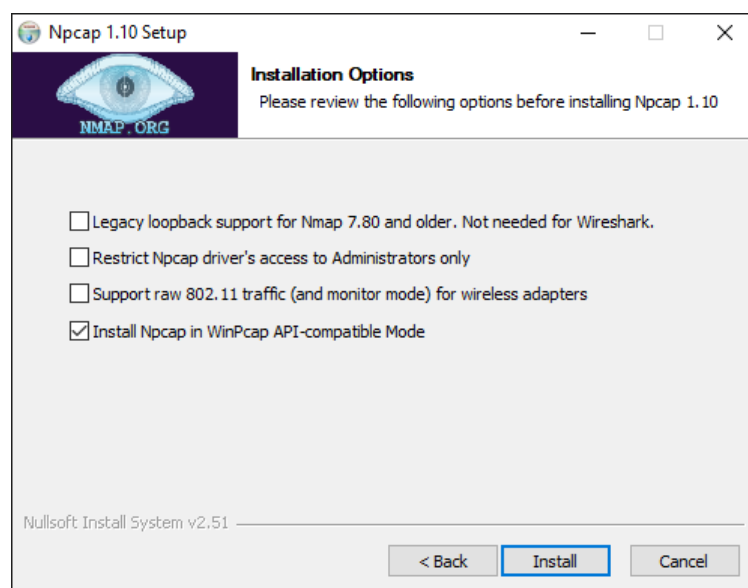 Npcap 1.10 Setup
Installation Options
Please review the following options before installing Npcap 1.10
NMAP.ORG
Legacy loopback support for Nmap 7.80 and older. Not needed for Wireshark.
Restrict Npcap driver's access to Administrators only
Support raw 802.11 traffic (and monitor mode) for wireless adapters
Install Npcap in WinPcap API-compatible Mode
Nullsoft Install System v2.51
< Back
Install
Cancel